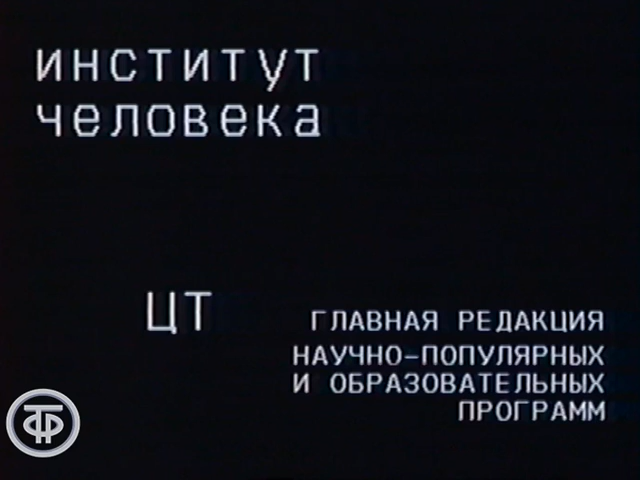 институт
человека
ЦТ
ГЛАВНАЯ РЕДАКЦИЯ
НАУЧНО-ПОПУЛЯРНЫХ
И ОБРАЗОВАТЕЛЬНЫХ
ПРОГРАММ